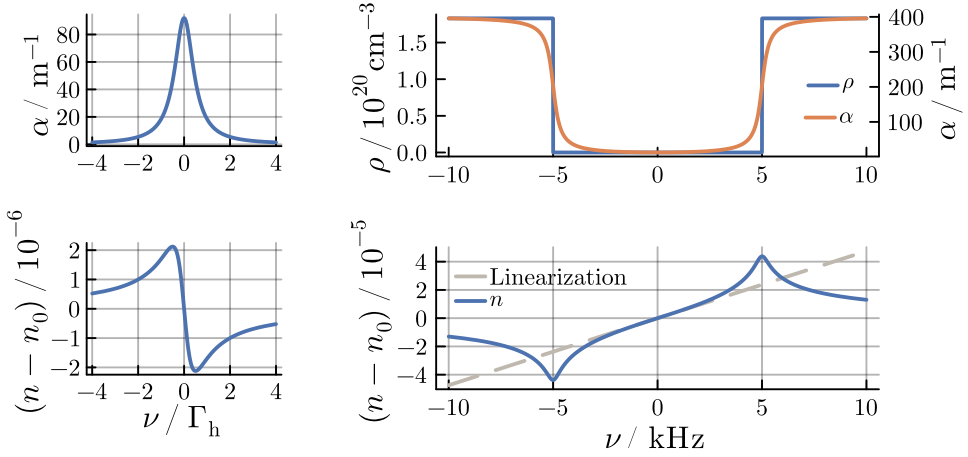 α / m⁻¹
80
60
40
20
0
−4 −2 0 2 4
ρ / 10²⁰ cm⁻³
1.5
1.0
0.5
0.0
−10 −5 0 5 10
ρ
α
400
300
200
100
α / m⁻¹
(n − n₀) / 10⁻⁶
2
1
0
−1
−2
−4 −2 0 2 4
ν / Γₕ
(n − n₀) / 10⁻⁵
4
2
0
−2
−4
Linearization
n
−10 −5 0 5 10
ν / kHz